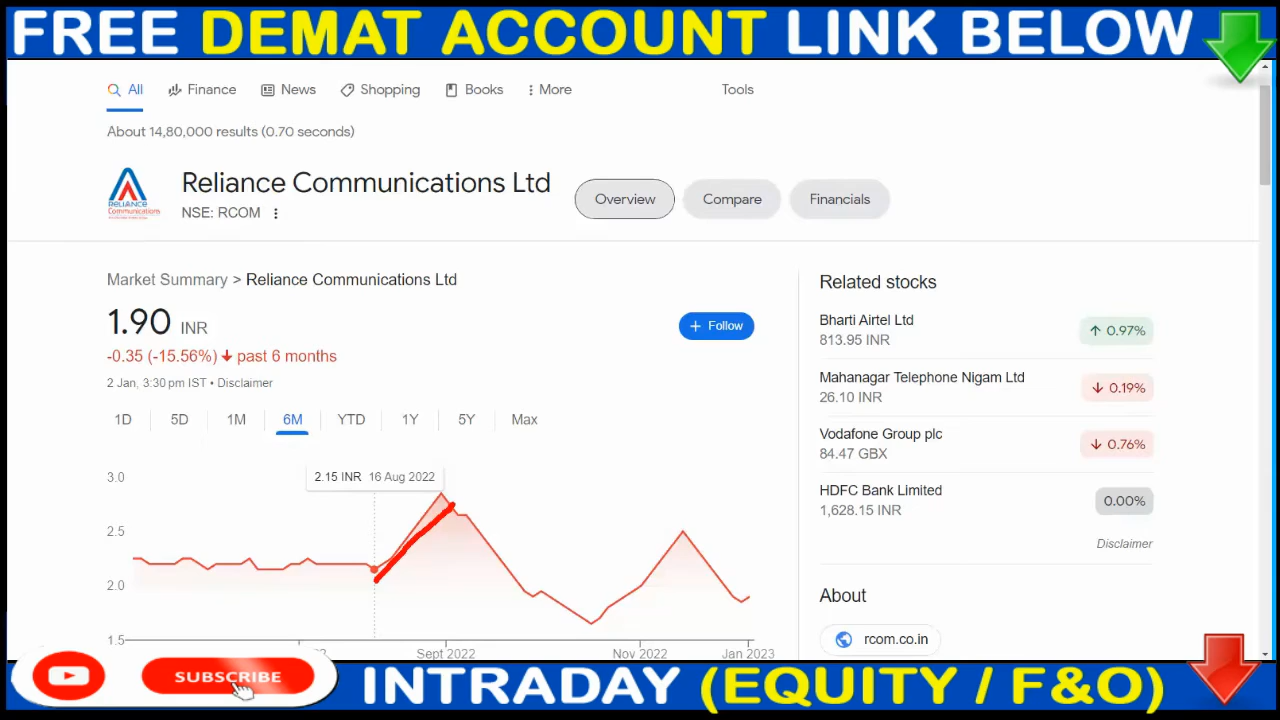 FREE DEMAT ACCOUNT LINK BELOW
All Finance News Shopping Books More Tools
About 14,80,000 results (0.70 seconds)
RELIANCE
Communications
Reliance Communications Ltd
NSE: RCOM
Overview Compare Financials
Market Summary > Reliance Communications Ltd
1.90 INR
+ Follow
-0.35 (-15.56%) past 6 months
2 Jan, 3:30 pm IST • Disclaimer
1D 5D 1M 6M YTD 1Y 5Y Max
2.15 INR 16 Aug 2022
3.0
2.5
2.0
1.5
Sept 2022 Nov 2022 Jan 2023
Related stocks
Bharti Airtel Ltd
813.95 INR
0.97%
Mahanagar Telephone Nigam Ltd
26.10 INR
0.19%
Vodafone Group plc
84.47 GBX
0.76%
HDFC Bank Limited
1,628.15 INR
0.00%
Disclaimer
About
rcom.co.in
SUBSCRIBE
INTRADAY (EQUITY / F&O)